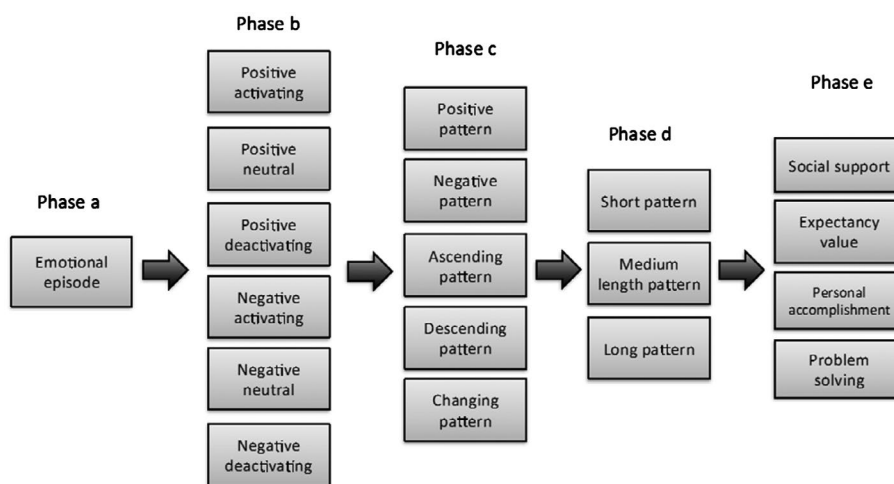 Phase a
Emotional
episode
Phase b
Positive
activating
Positive
neutral
Positive
deactivating
Negative
activating
Negative
neutral
Negative
deactivating
Phase c
Positive
pattern
Negative
pattern
Ascending
pattern
Descending
pattern
Changing
pattern
Phase d
Short pattern
Medium
length pattern
Long pattern
Phase e
Social support
Expectancy
value
Personal
accomplishment
Problem
solving